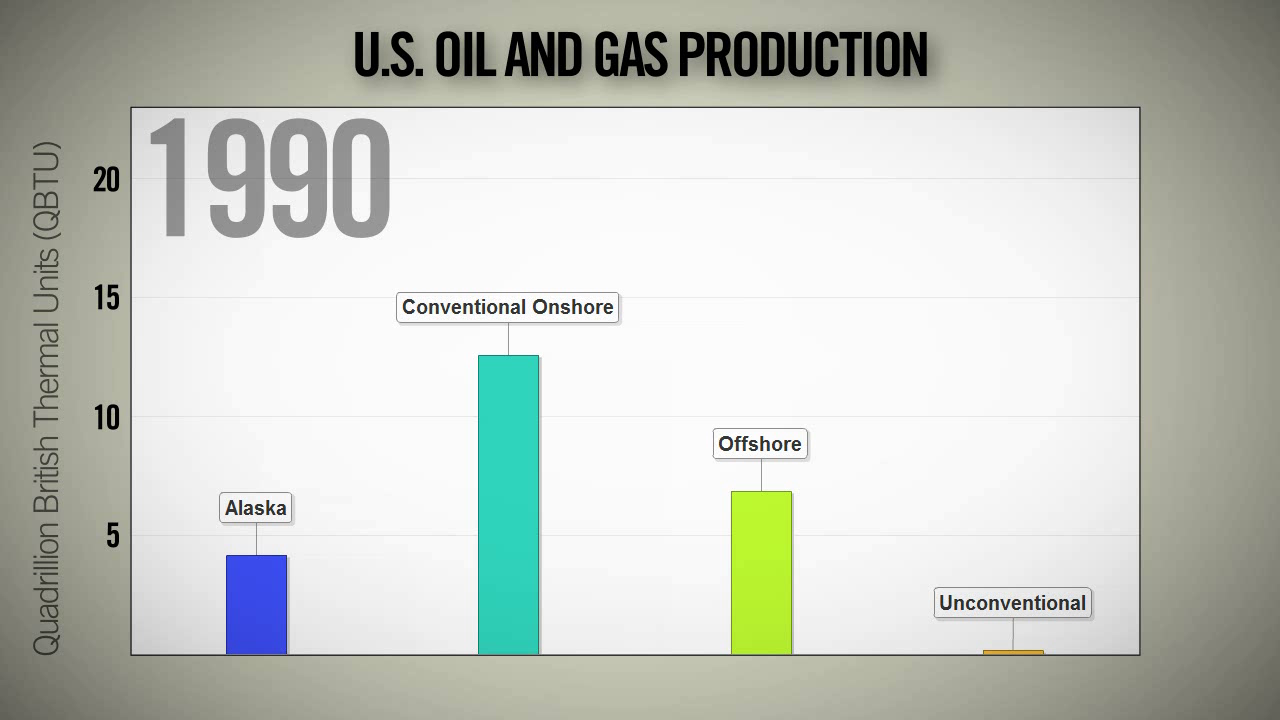 U.S. OIL AND GAS PRODUCTION
1990
Quadrillion British Thermal Units (QBTU)
20
15
10
5
Conventional Onshore
Offshore
Alaska
Unconventional